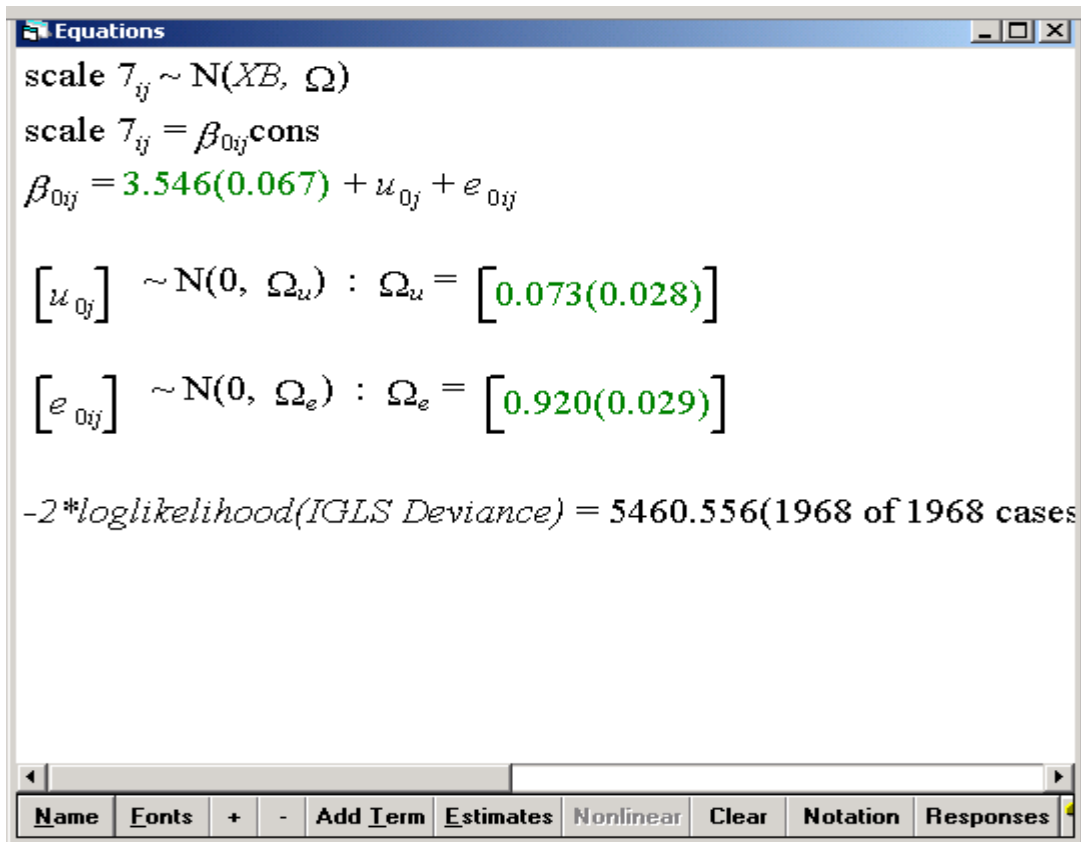 Equations
scale 7ij ~ N(XB, Ω)
scale 7ij = β0ijcons
β0ij = 3.546(0.067) + u0j + e0ij
[u0j] ~ N(0, Ωu) : Ωu = [0.073(0.028)]
[e0ij] ~ N(0, Ωe) : Ωe = [0.920(0.029)]
-2*loglikelihood(IGLS Deviance) = 5460.556(1968 of 1968 cases
Name Fonts + - Add Term Estimates Nonlinear Clear Notation Responses